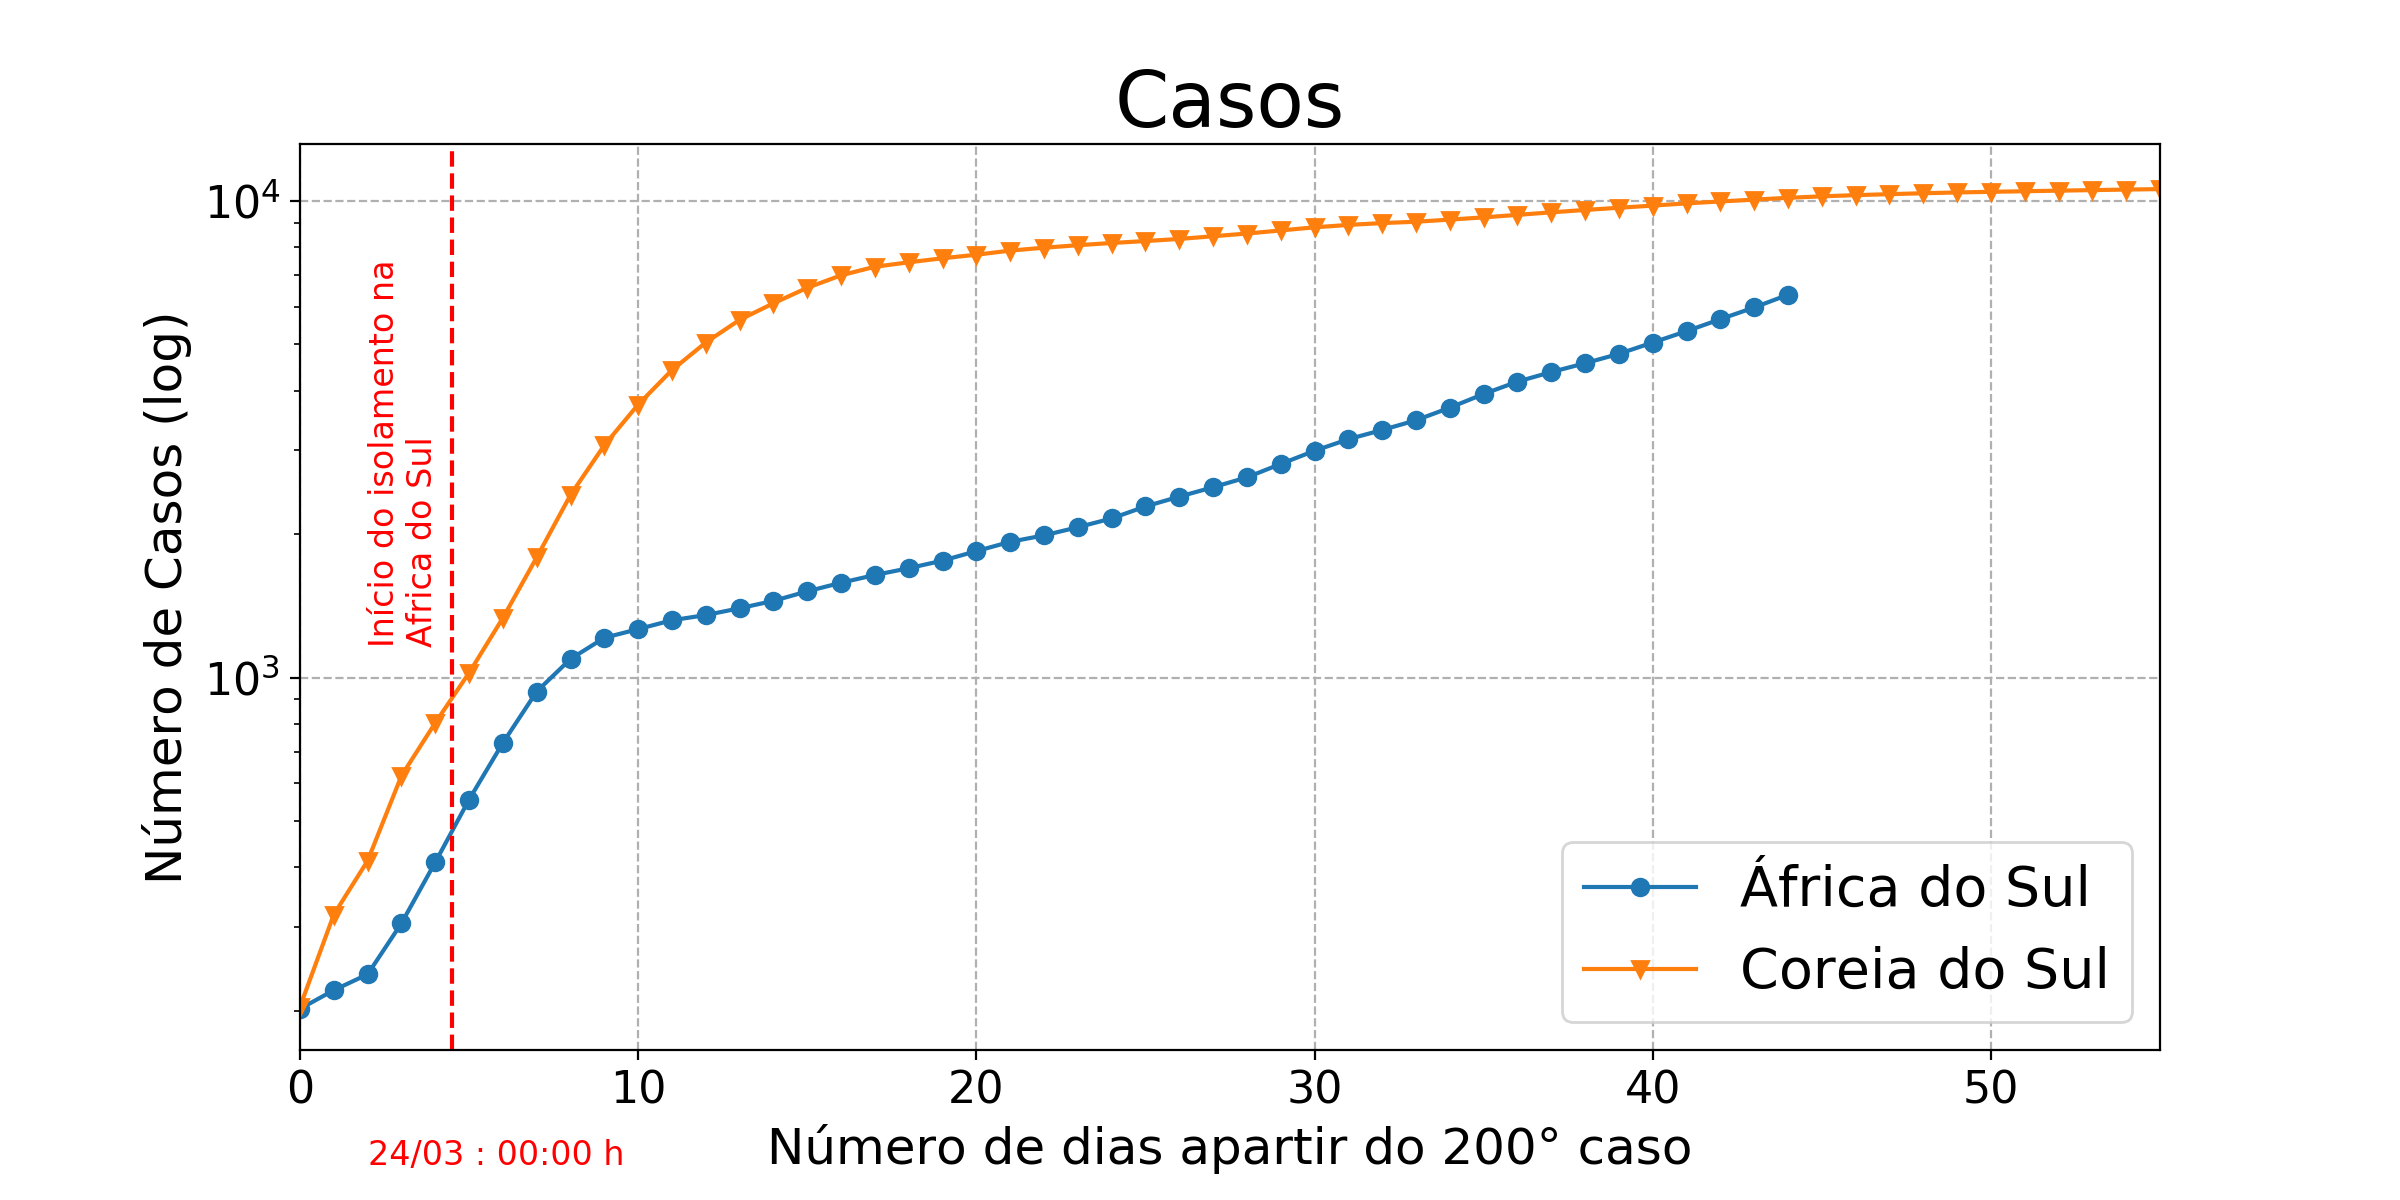 Casos
Número de Casos (log)
10⁴
10³
Início do isolamento na
África do Sul
África do Sul
Coreia do Sul
0 10 20 30 40 50
24/03 : 00:00 h
Número de dias apartir do 200° caso